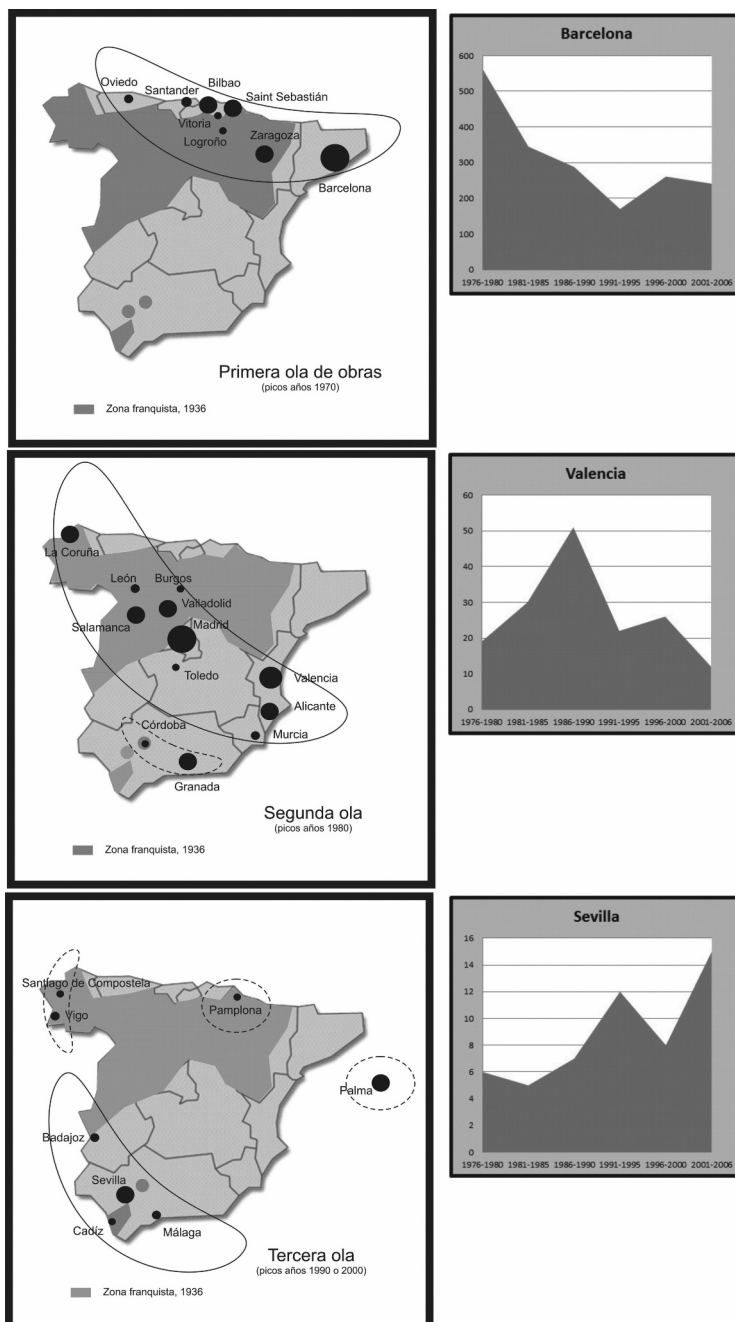 Oviedo
Santander
Bilbao
Saint Sebastián
Vitoria
Logroño
Zaragoza
Barcelona
Primera ola de obras
(picos años 1970)
Zona franquista, 1936
Barcelona
600
500
400
300
200
100
0
1976-1980 1981-1985 1986-1990 1991-1995 1996-2000 2001-2006
La Coruña
León
Burgos
Valladolid
Salamanca
Madrid
Toledo
Valencia
Alicante
Córdoba
Murcia
Granada
Segunda ola
(picos años 1980)
Zona franquista, 1936
Valencia
60
50
40
30
20
10
0
1976-1980 1981-1985 1986-1990 1991-1995 1996-2000 2001-2006
Santiago de Compostela
Vigo
Pamplona
Palma
Badajoz
Sevilla
Cadíz
Málaga
Tercera ola
(picos años 1990 o 2000)
Zona franquista, 1936
Sevilla
16
14
12
10
8
6
4
2
0
1976-1980 1981-1985 1986-1990 1991-1995 1996-2000 2001-2006